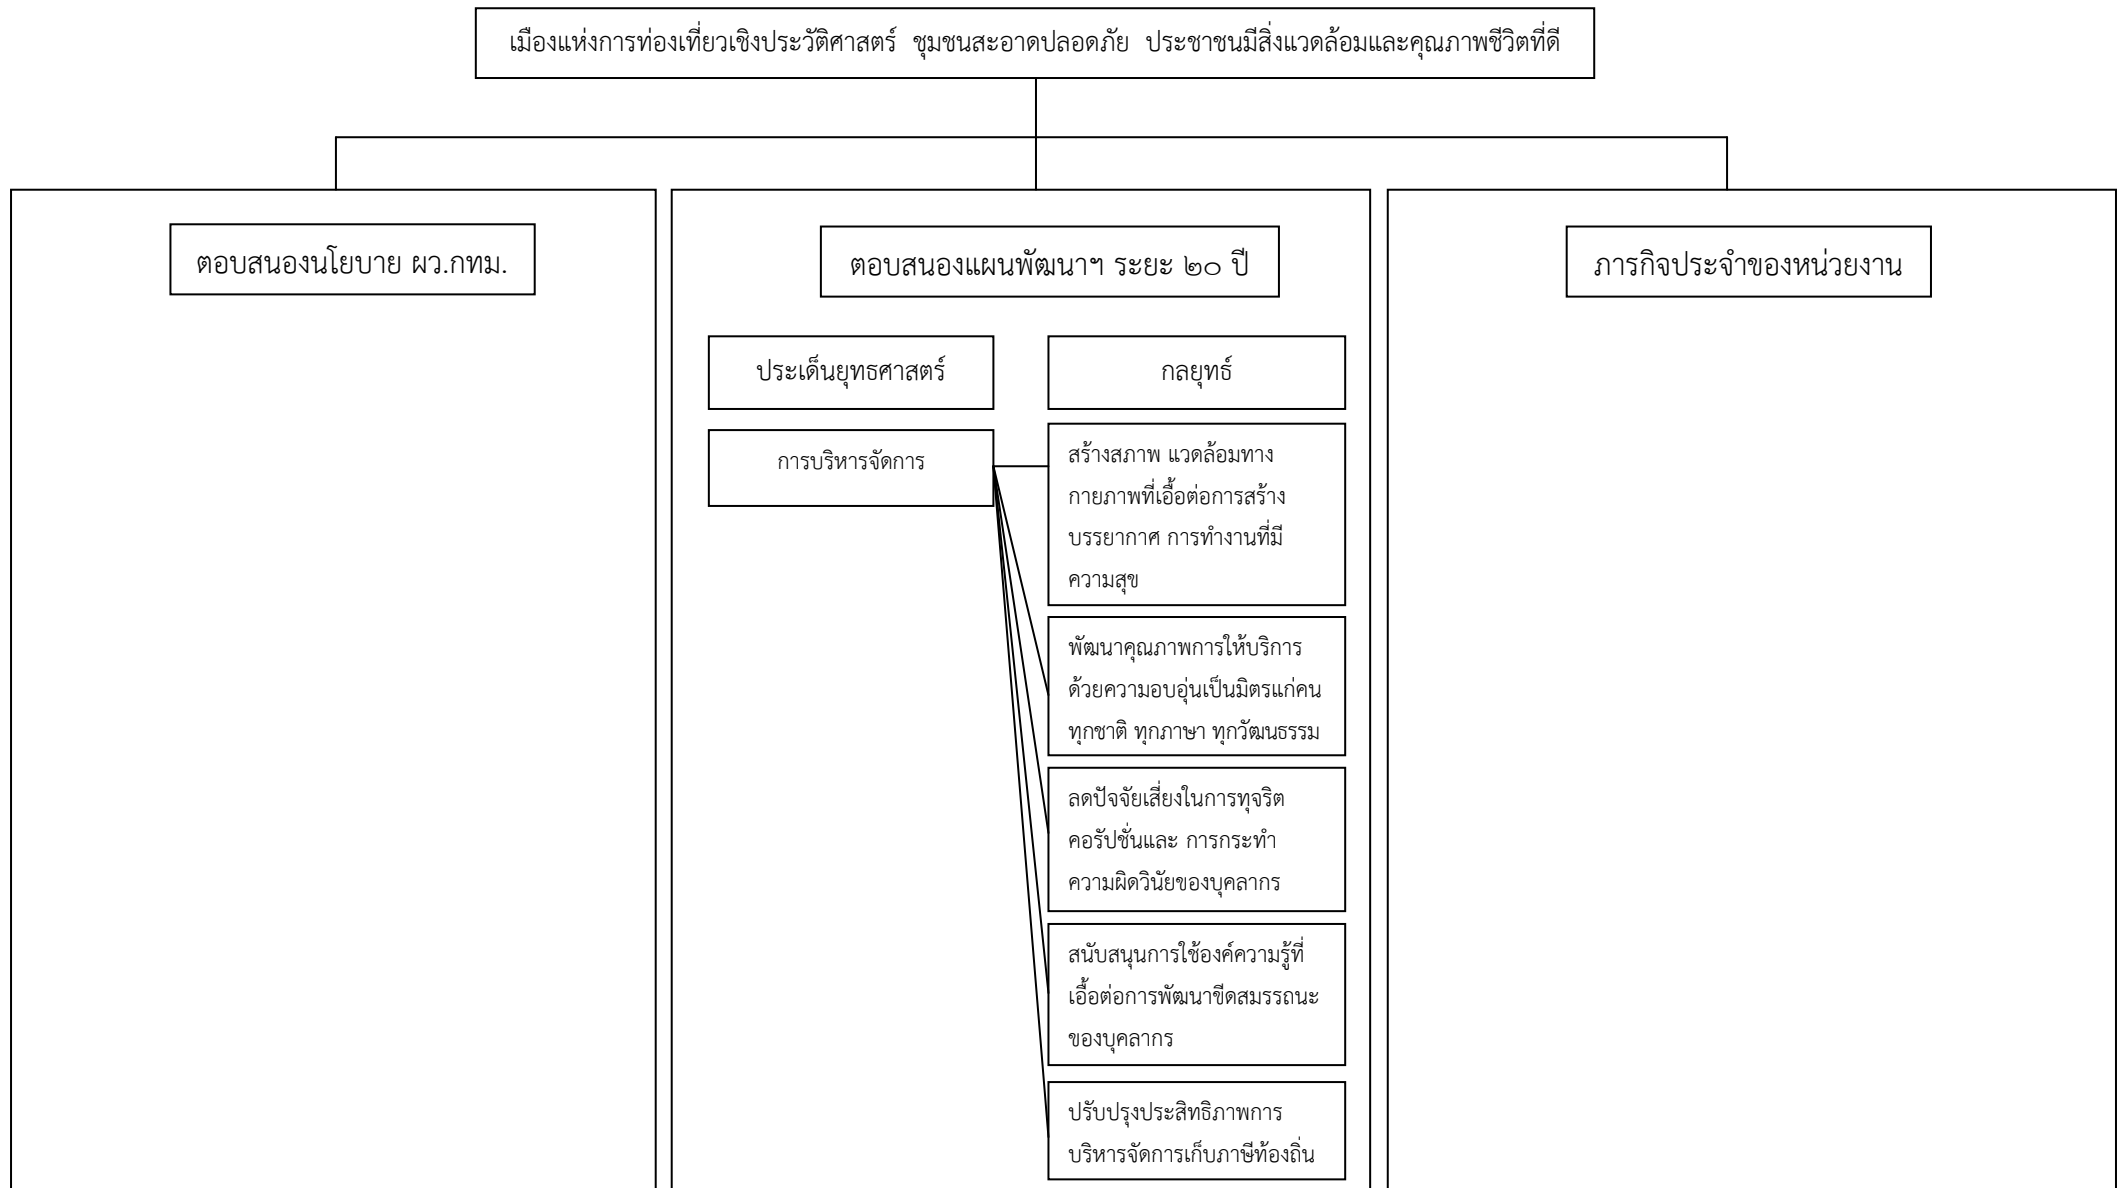 เมืองแห่งการท่องเที่ยวเชิงประวัติศาสตร์ ชุมชนสะอาดปลอดภัย ประชาชนมีสิ่งแวดล้อมและคุณภาพชีวิตที่ดี
ตอบสนองนโยบาย ผว.กทม.
ตอบสนองแผนพัฒนาฯ ระยะ ๒๐ ปี
ภารกิจประจำของหน่วยงาน
ประเด็นยุทธศาสตร์
กลยุทธ์
การบริหารจัดการ
สร้างสภาพ แวดล้อมทาง
กายภาพที่เอื้อต่อการสร้าง
บรรยากาศ การทำงานที่มี
ความสุข
พัฒนาคุณภาพการให้บริการ
ด้วยความอบอุ่นเป็นมิตรแก่คน
ทุกชาติ ทุกภาษา ทุกวัฒนธรรม
ลดปัจจัยเสี่ยงในการทุจริต
คอรัปชั่นและ การกระทำ
ความผิดวินัยของบุคลากร
สนับสนุนการใช้องค์ความรู้ที่
เอื้อต่อการพัฒนาขีดสมรรถนะ
ของบุคลากร
ปรับปรุงประสิทธิภาพการ
บริหารจัดการเก็บภาษีท้องถิ่น